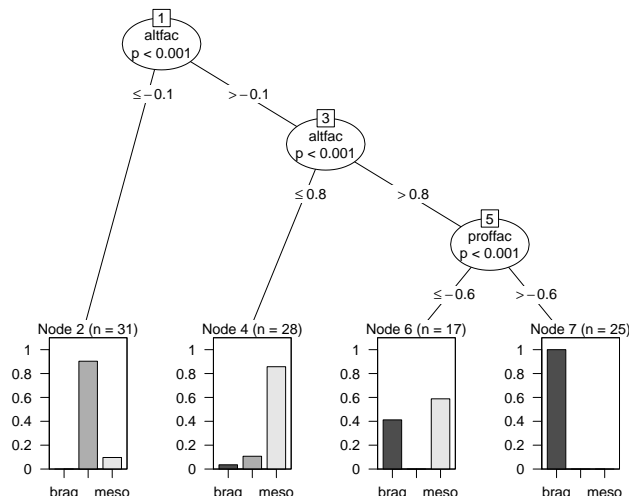 1
altfac
p < 0.001
≤−0.1
>−0.1
3
altfac
p < 0.001
≤ 0.8
> 0.8
5
proffac
p < 0.001
≤−0.6
>−0.6
Node 2 (n = 31)
1
0.8
0.6
0.4
0.2
0
braq
meso
Node 4 (n = 28)
1
0.8
0.6
0.4
0.2
0
braq
meso
Node 6 (n = 17)
1
0.8
0.6
0.4
0.2
0
braq
meso
Node 7 (n = 25)
1
0.8
0.6
0.4
0.2
0
braq
meso